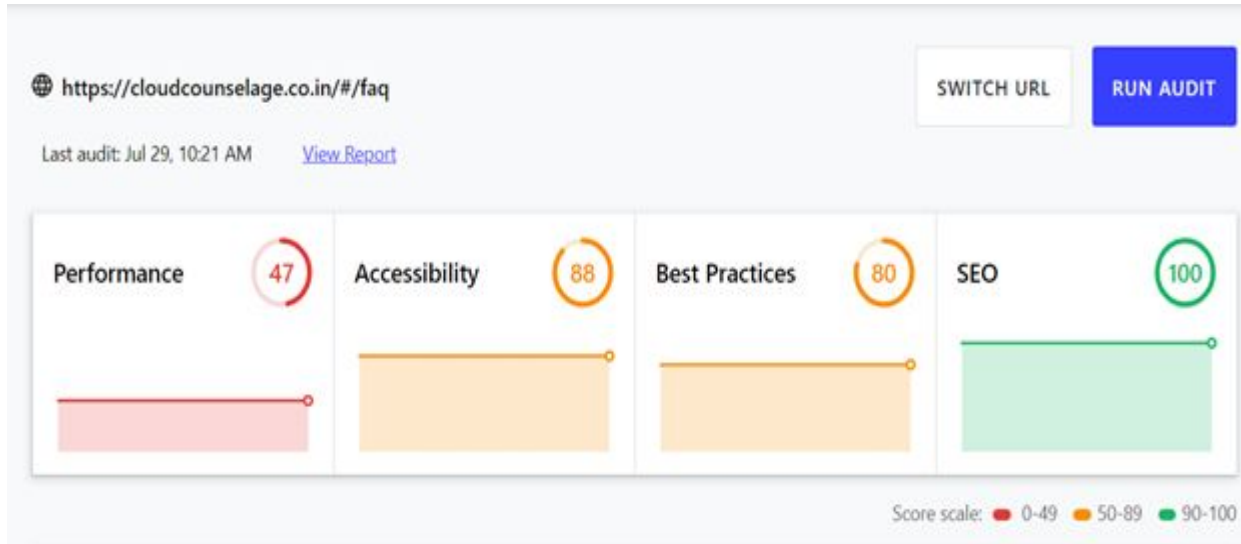 https://cloudcounselage.co.in/#/faq
SWITCH URL
RUN AUDIT
Last audit: Jul 29, 10:21 AM View Report
Performance 47
Accessibility 88
Best Practices 80
SEO 100
Score scale: 0-49 50-89 90-100